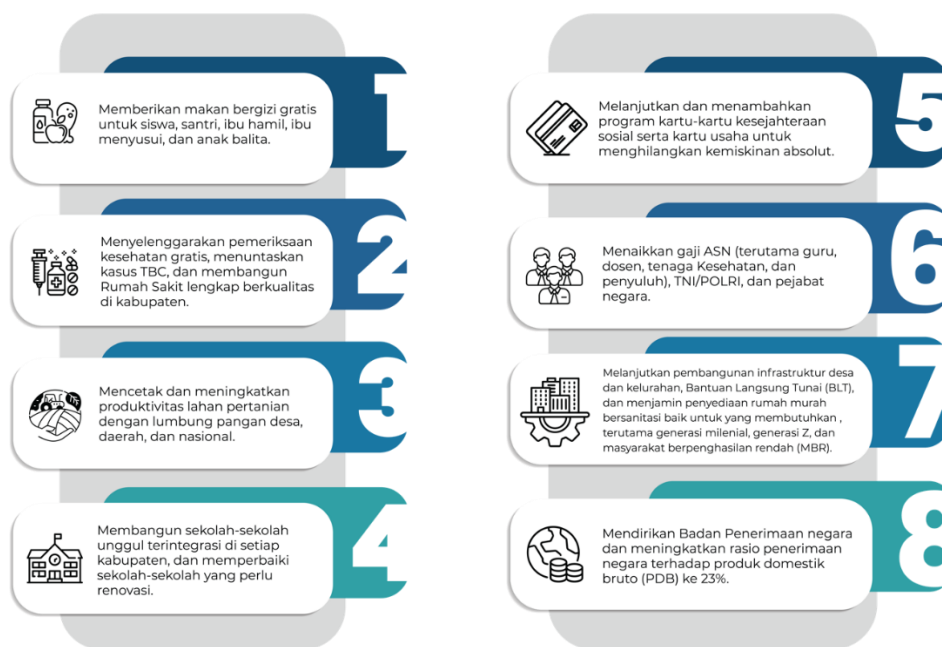 1
Memberikan makan bergizi gratis
untuk siswa, santri, ibu hamil, ibu
menyusui, dan anak balita.
2
Menyelenggarakan pemeriksaan
kesehatan gratis, menuntaskan
kasus TBC, dan membangun
Rumah Sakit lengkap berkualitas
di kabupaten.
3
Mencetak dan meningkatkan
produktivitas lahan pertanian
dengan lumbung pangan desa,
daerah, dan nasional.
4
Membangun sekolah-sekolah
unggul terintegrasi di setiap
kabupaten, dan memperbaiki
sekolah-sekolah yang perlu
renovasi.
5
Melanjutkan dan menambahkan
program kartu-kartu kesejahteraan
sosial serta kartu usaha untuk
menghilangkan kemiskinan absolut.
6
Menaikkan gaji ASN (terutama guru,
dosen, tenaga Kesehatan, dan
penyuluh), TNI/POLRI, dan pejabat
negara.
7
Melanjutkan pembangunan infrastruktur desa
dan kelurahan, Bantuan Langsung Tunai (BLT),
dan menjamin penyediaan rumah murah
bersanitasi baik untuk yang membutuhkan ,
terutama generasi milenial, generasi Z, dan
masyarakat berpenghasilan rendah (MBR).
8
Mendirikan Badan Penerimaan negara
dan meningkatkan rasio penerimaan
negara terhadap produk domestik
bruto (PDB) ke 23%.